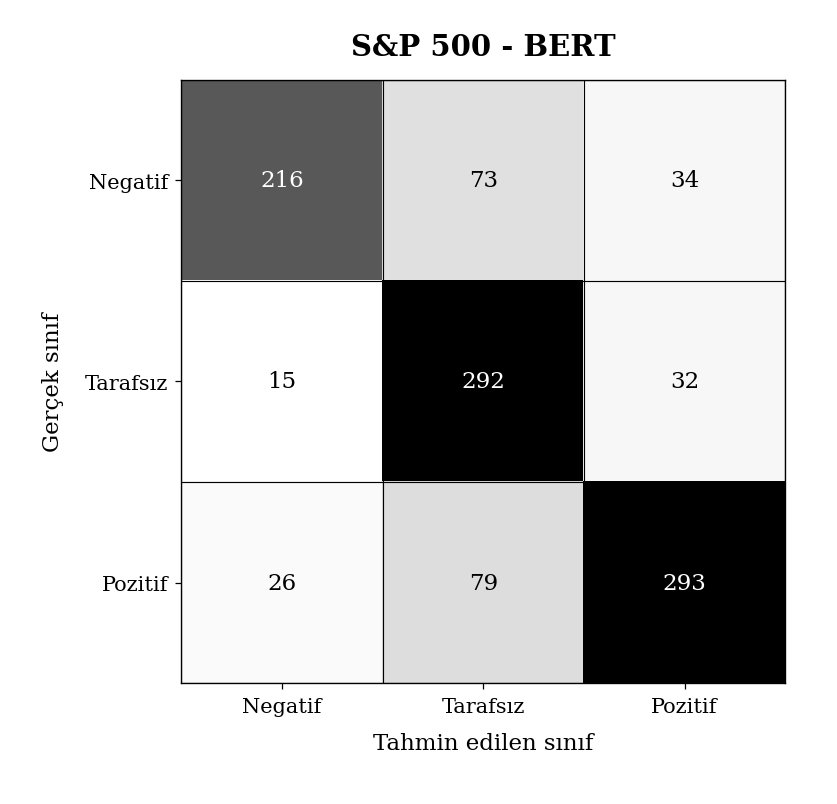 S&P 500 - BERT
Gerçek sınıf
Negatif 216 73 34
Tarafsız 15 292 32
Pozitif 26 79 293
Negatif Tarafsız Pozitif
Tahmin edilen sınıf